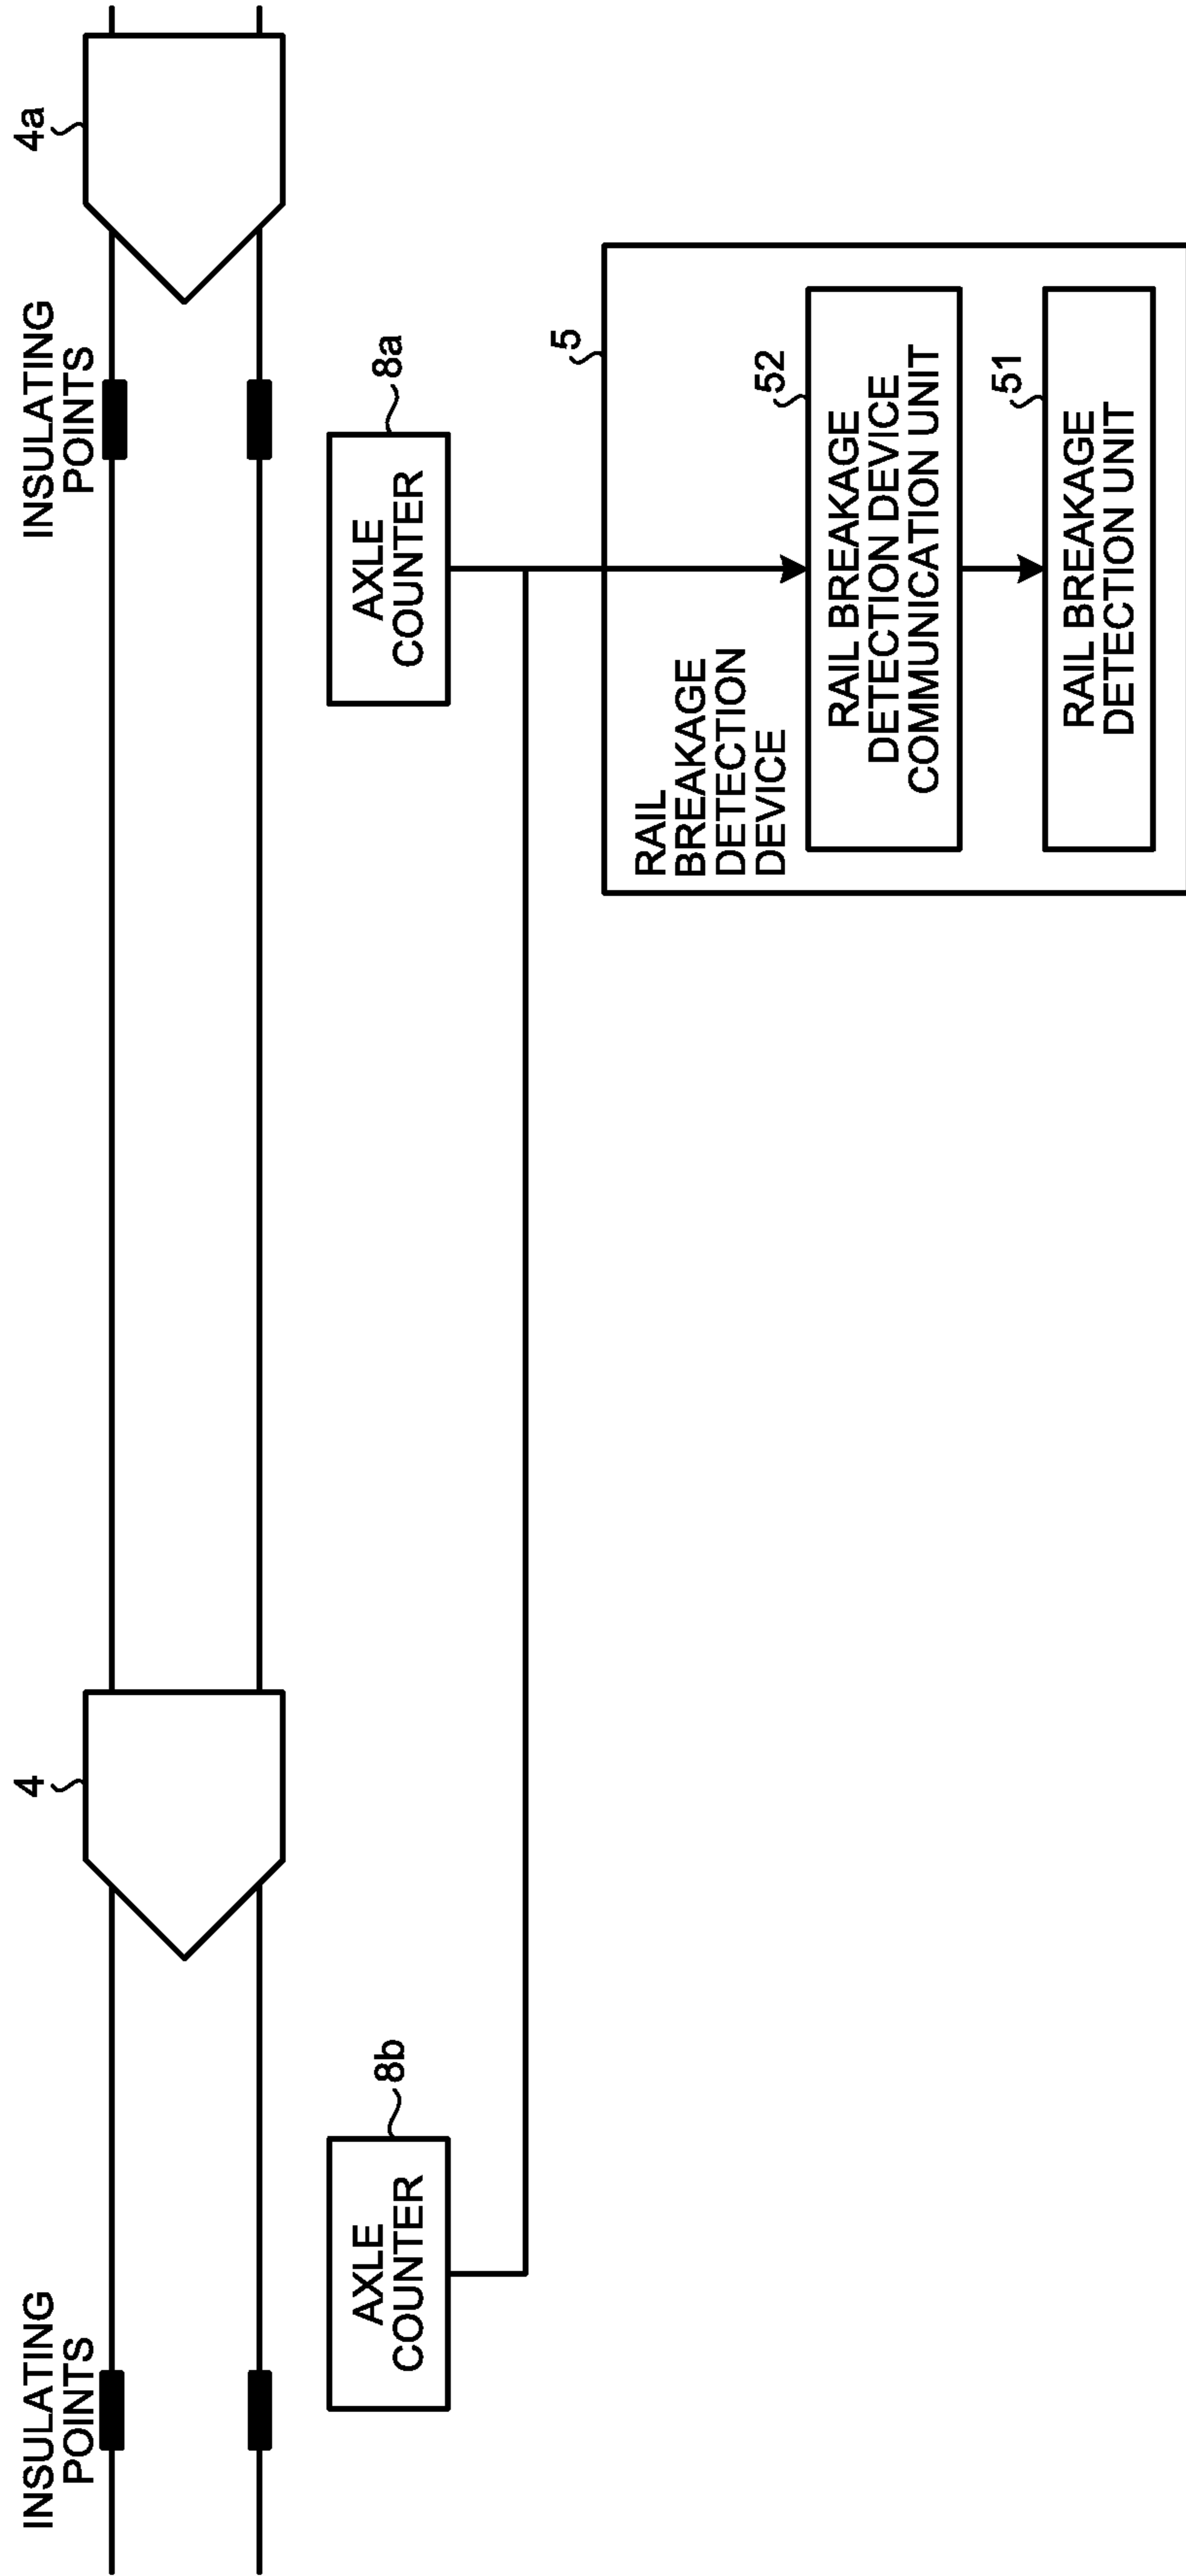 INSULATING
POINTS
4
INSULATING
POINTS
4a
AXLE
COUNTER
8b
AXLE
COUNTER
8a
RAIL
BREAKAGE
DETECTION
DEVICE
5
RAIL BREAKAGE
DETECTION DEVICE
COMMUNICATION UNIT
52
RAIL BREAKAGE
DETECTION UNIT
51